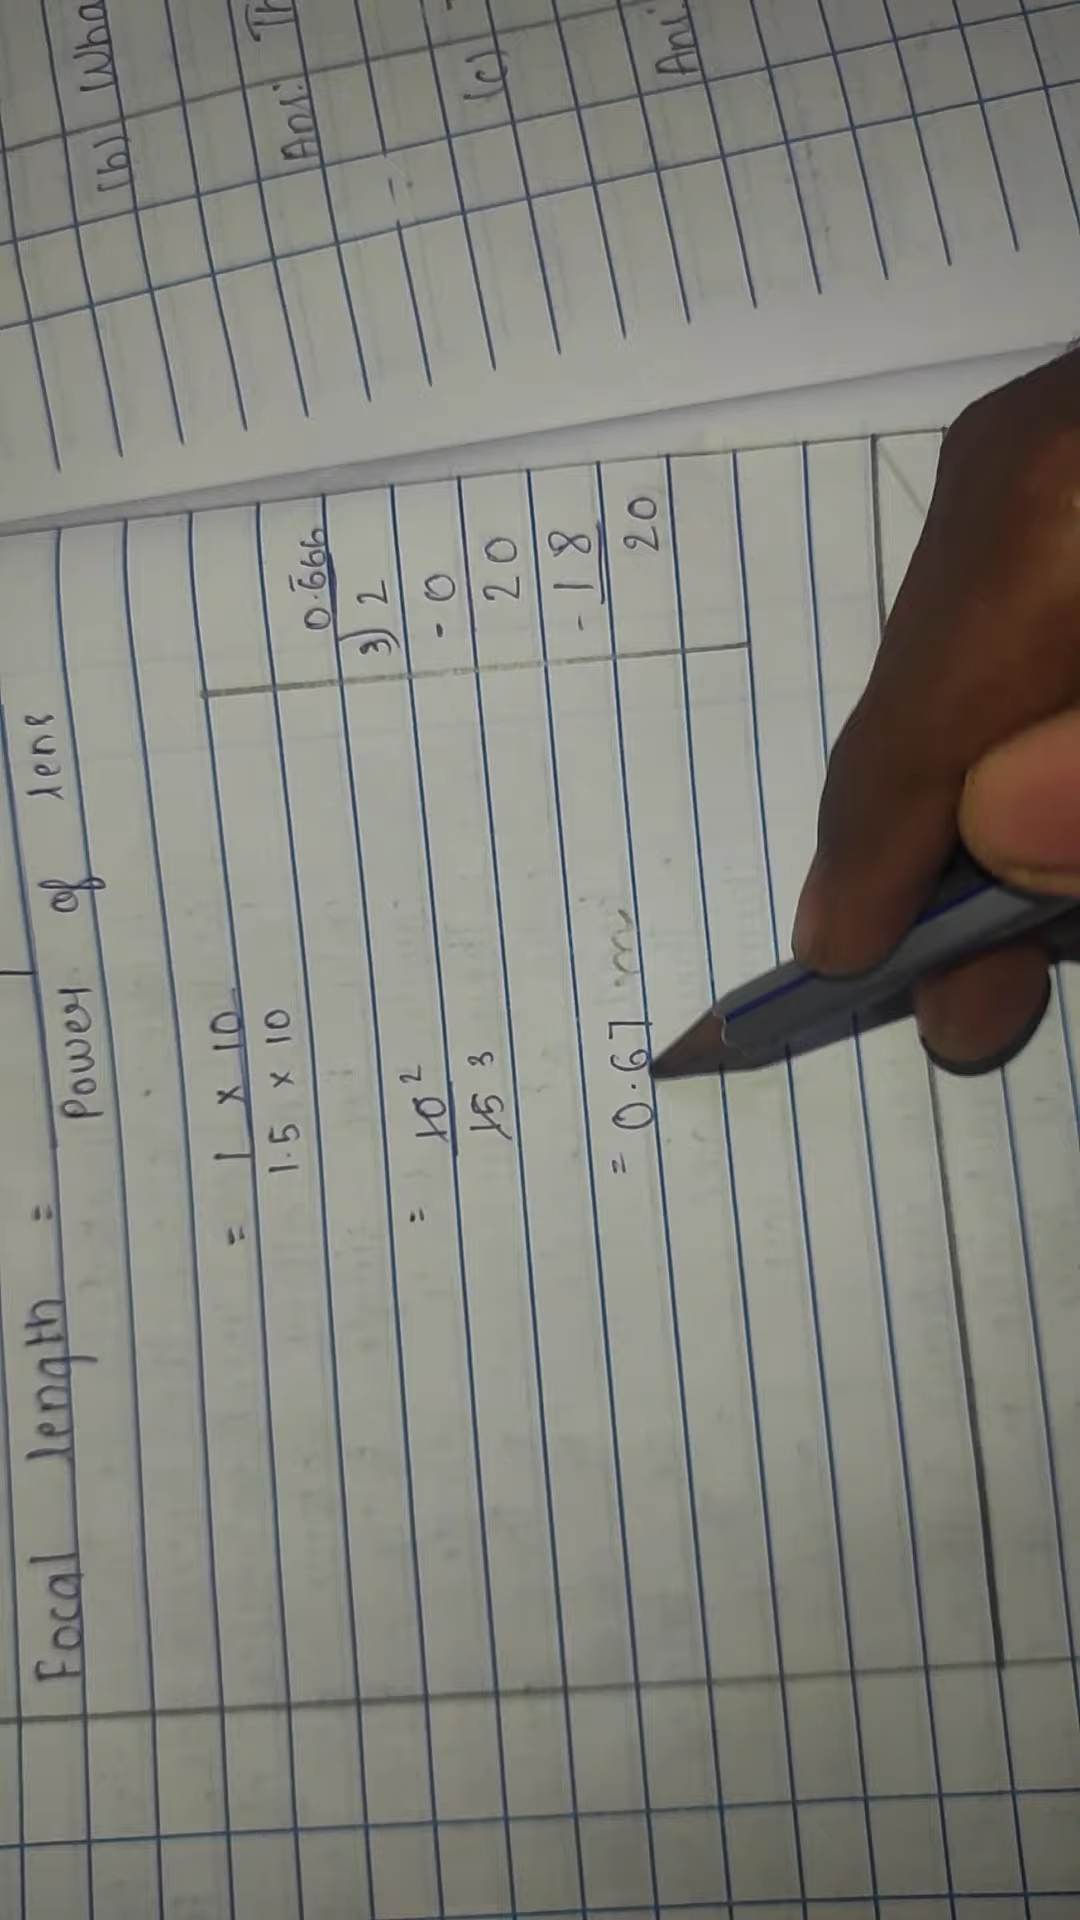 (b) Wha
Ans: Th
(c)
Ans:
Focal length =
Power of lens
= 1 x 10
1.5 x 10
= 10 2
15 3
= 0.67 m
0.666
3) 2
- 0
20
- 18
20